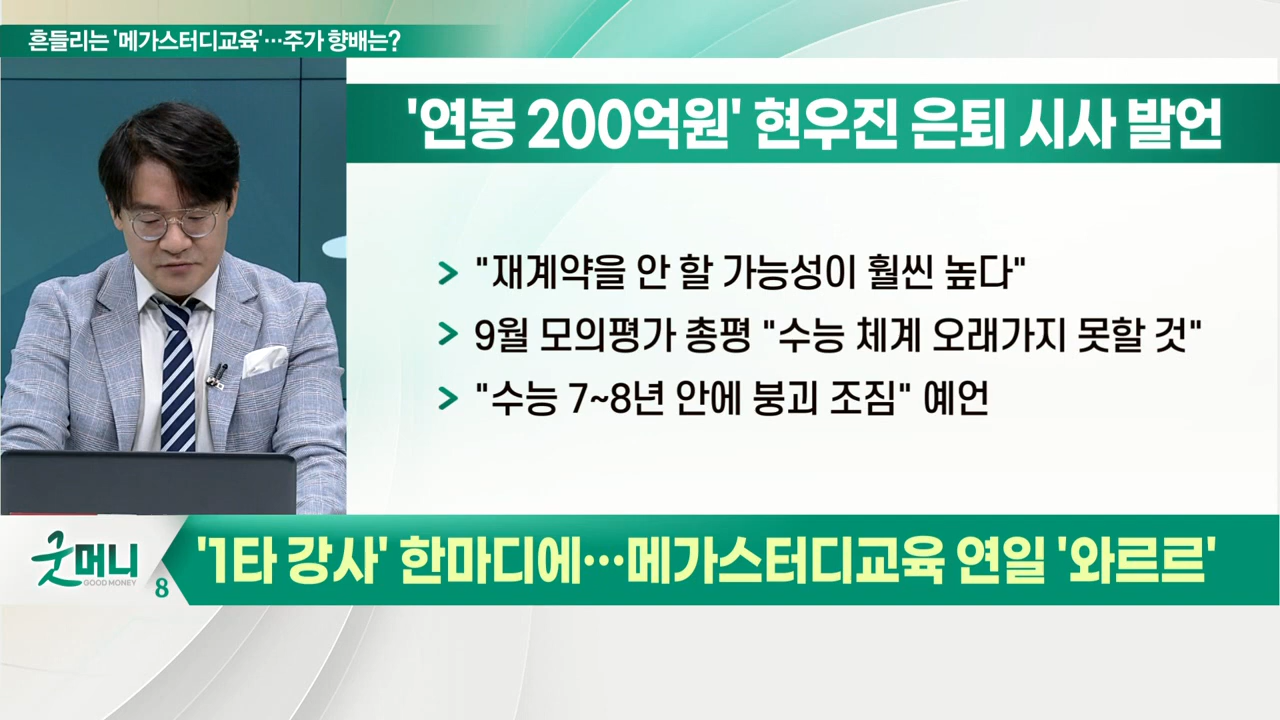 흔들리는 '메가스터디교육'…주가 향배는?
'연봉 200억원' 현우진 은퇴 시사 발언
> "재계약을 안 할 가능성이 훨씬 높다"
> 9월 모의평가 총평 "수능 체계 오래가지 못할 것"
> "수능 7~8년 안에 붕괴 조짐" 예언
굿머니
GOOD MONEY
8
'1타 강사' 한마디에…메가스터디교육 연일 '와르르'